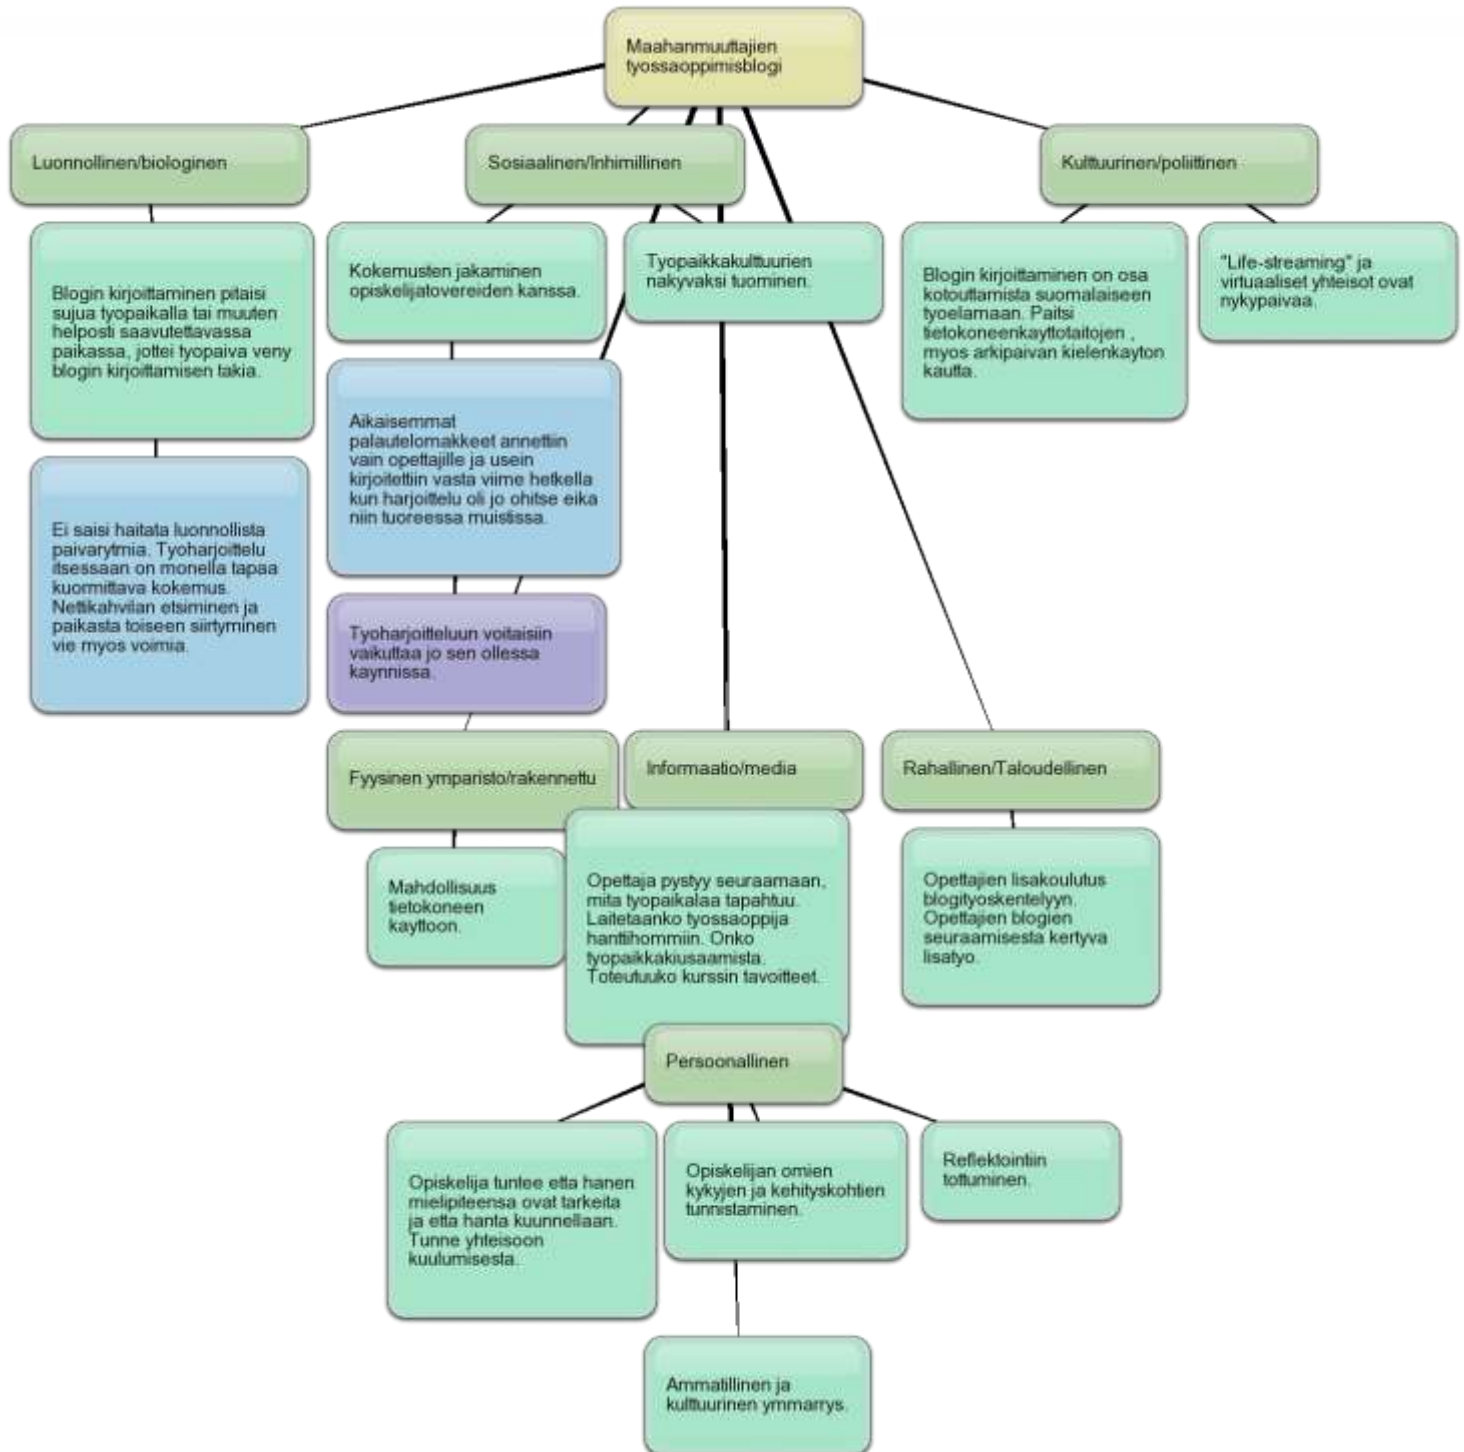 Maahanmuuttajien
tyossaoppimisblogi
Luonnollinen/biologinen
Sosiaalinen/Inhimillinen
Kulttuurinen/poliittinen
Blogin kirjoittaminen pitaisi
sujua tyopaikalla tai muuten
helposti saavutettavassa
paikassa, jottei tyopaiva veny
blogin kirjoittamisen takia.
Kokemusten jakaminen
opiskelijatovereiden kanssa.
Tyopaikkakulttuurien
nakyvaksi tuominen.
Blogin kirjoittaminen on osa
kotouttamista suomalaiseen
tyoelamaan. Paitsi
tietokoneenkayttotaitojen ,
myos arkipaivan kielenkayton
kautta.
"Life-streaming" ja
virtuaaliset yhteisot ovat
nykypaivaa.
Ei saisi haitata luonnollista
paivarytmia. Tyoharjoittelu
itsessaan on monella tapaa
kuormittava kokemus.
Nettikahvilan etsiminen ja
paikasta toiseen siirtyminen
vie myos voimia.
Aikaisemmat
palautelomakkeet annettiin
vain opettajille ja usein
kirjoitettiin vasta viime hetkella
kun harjoittelu oli jo ohitse eika
niin tuoreessa muistissa.
Tyoharjoitteluun voitaisiin
vaikuttaa jo sen ollessa
kaynnissa.
Fyysinen ymparisto/rakennettu
Informaatio/media
Rahallinen/Taloudellinen
Mahdollisuus
tietokoneen
kayttoon.
Opettaja pystyy seuraamaan,
mita tyopaikalaa tapahtuu.
Laitetaanko tyossaoppija
hanttihommiin. Onko
tyopaikkakiusaamista.
Toteutuuko kurssin tavoitteet.
Opettajien lisakoulutus
blogityoskentelyyn.
Opettajien blogien
seuraamisesta kertyva
lisatyo.
Persoonallinen
Opiskelija tuntee etta hanen
mielipiteensa ovat tarkeita
ja etta hanta kuunnellaan.
Tunne yhteisoon
kuulumisesta.
Opiskelijan omien
kykyjen ja kehityskohtien
tunnistaminen.
Reflektointiin
tottuminen.
Ammatillinen ja
kulttuurinen ymmarrys.